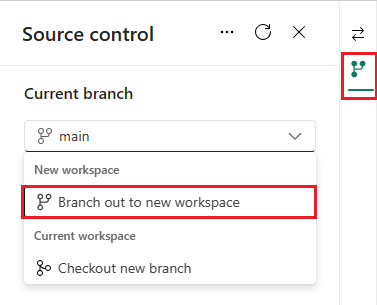 Source control
Current branch
main
New workspace
Branch out to new workspace
Current workspace
Checkout new branch